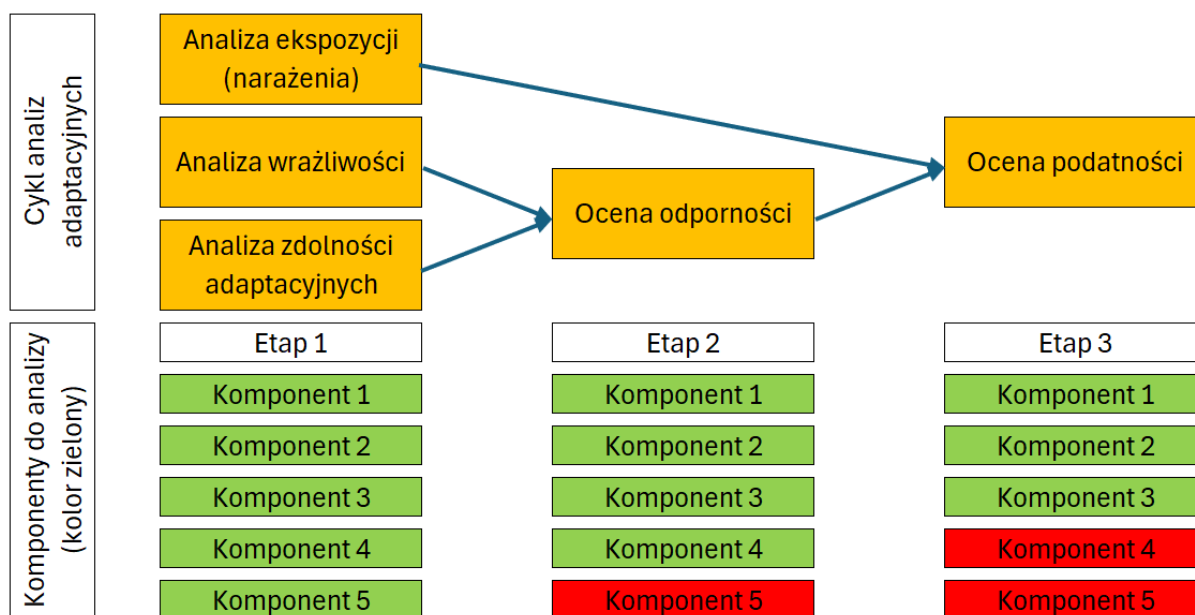 Cykl analiz
adaptacyjnych
Analiza ekspozycji
(narażenia)
Analiza wrażliwości
Analiza zdolności
adaptacyjnych
Ocena odporności
Ocena podatności
Komponenty do analizy
(kolor zielony)
Etap 1
Etap 2
Etap 3
Komponent 1
Komponent 1
Komponent 1
Komponent 2
Komponent 2
Komponent 2
Komponent 3
Komponent 3
Komponent 3
Komponent 4
Komponent 4
Komponent 4
Komponent 5
Komponent 5
Komponent 5